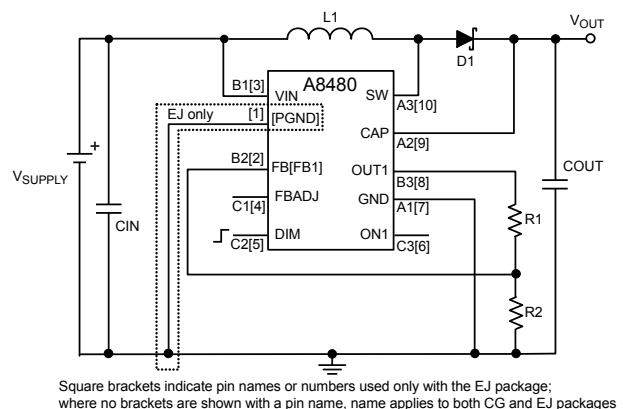 L1
VOUT
D1
B1[3]
A8480
VIN
SW
A3[10]
EJ only
[1]
[PGND]
CAP
A2[9]
B2[2]
FB[FB1]
OUT1
B3[8]
VSUPPLY
+
COUT
FBADJ
GND
C1[4]
A1[7]
R1
CIN
DIM
ON1
C2[5]
C3[6]
R2
Square brackets indicate pin names or numbers used only with the EJ package;
where no brackets are shown with a pin name, name applies to both CG and EJ packages